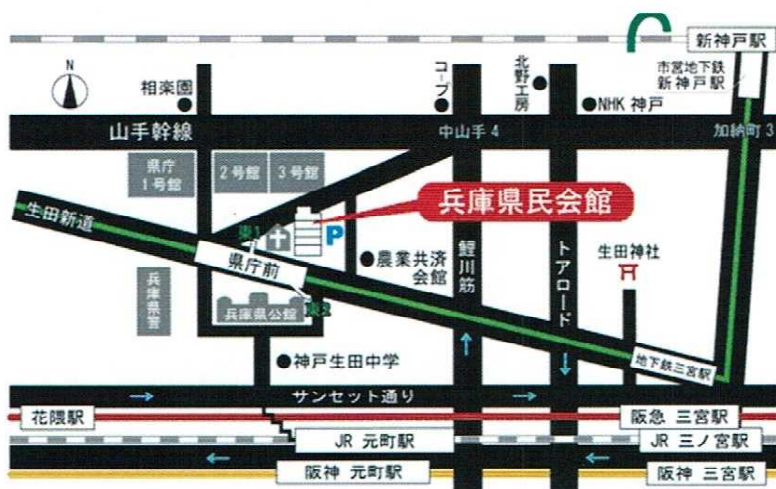 新神戸駅
N
相楽園
コープ
北野工房
NHK 神戸
市営地下鉄
新神戸駅
山手幹線
中山手 4
加納町 3
県庁
1号館
2号館
3号館
兵庫県民会館
生田新道
東1
P
県庁前
農業共済
会館
鯉川筋
トアロード
生田神社
兵庫県警
兵庫県公館
東2
神戸生田中学
地下鉄三宮駅
サンセット通り
花隈駅
阪急 三宮駅
JR 元町駅
JR 三ノ宮駅
阪神 元町駅
阪神 三宮駅